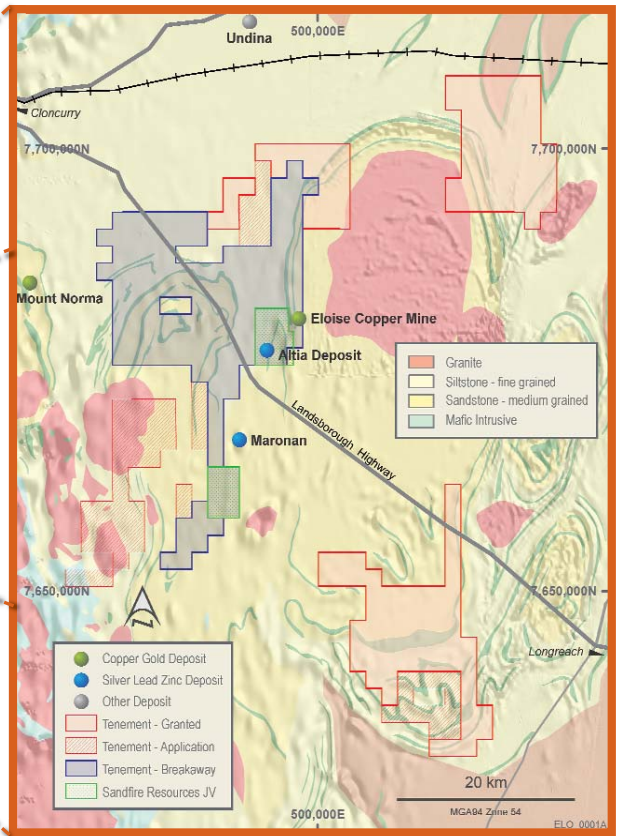 Undina
500,000E
Cloncurry
7,700,000N
7,700,000N
Mount Norma
Eloise Copper Mine
Altia Deposit
Granite
Siltstone - fine grained
Sandstone - medium grained
Mafic Intrusive
Landsborough Highway
Maronan
7,650,000N
7,650,000N
N
Longreach
Copper Gold Deposit
Silver Lead Zinc Deposit
Other Deposit
Tenement - Granted
Tenement - Application
Tenement - Breakaway
Sandfire Resources JV
20 km
MGA94 Zone 54
500,000E
ELO_0001A